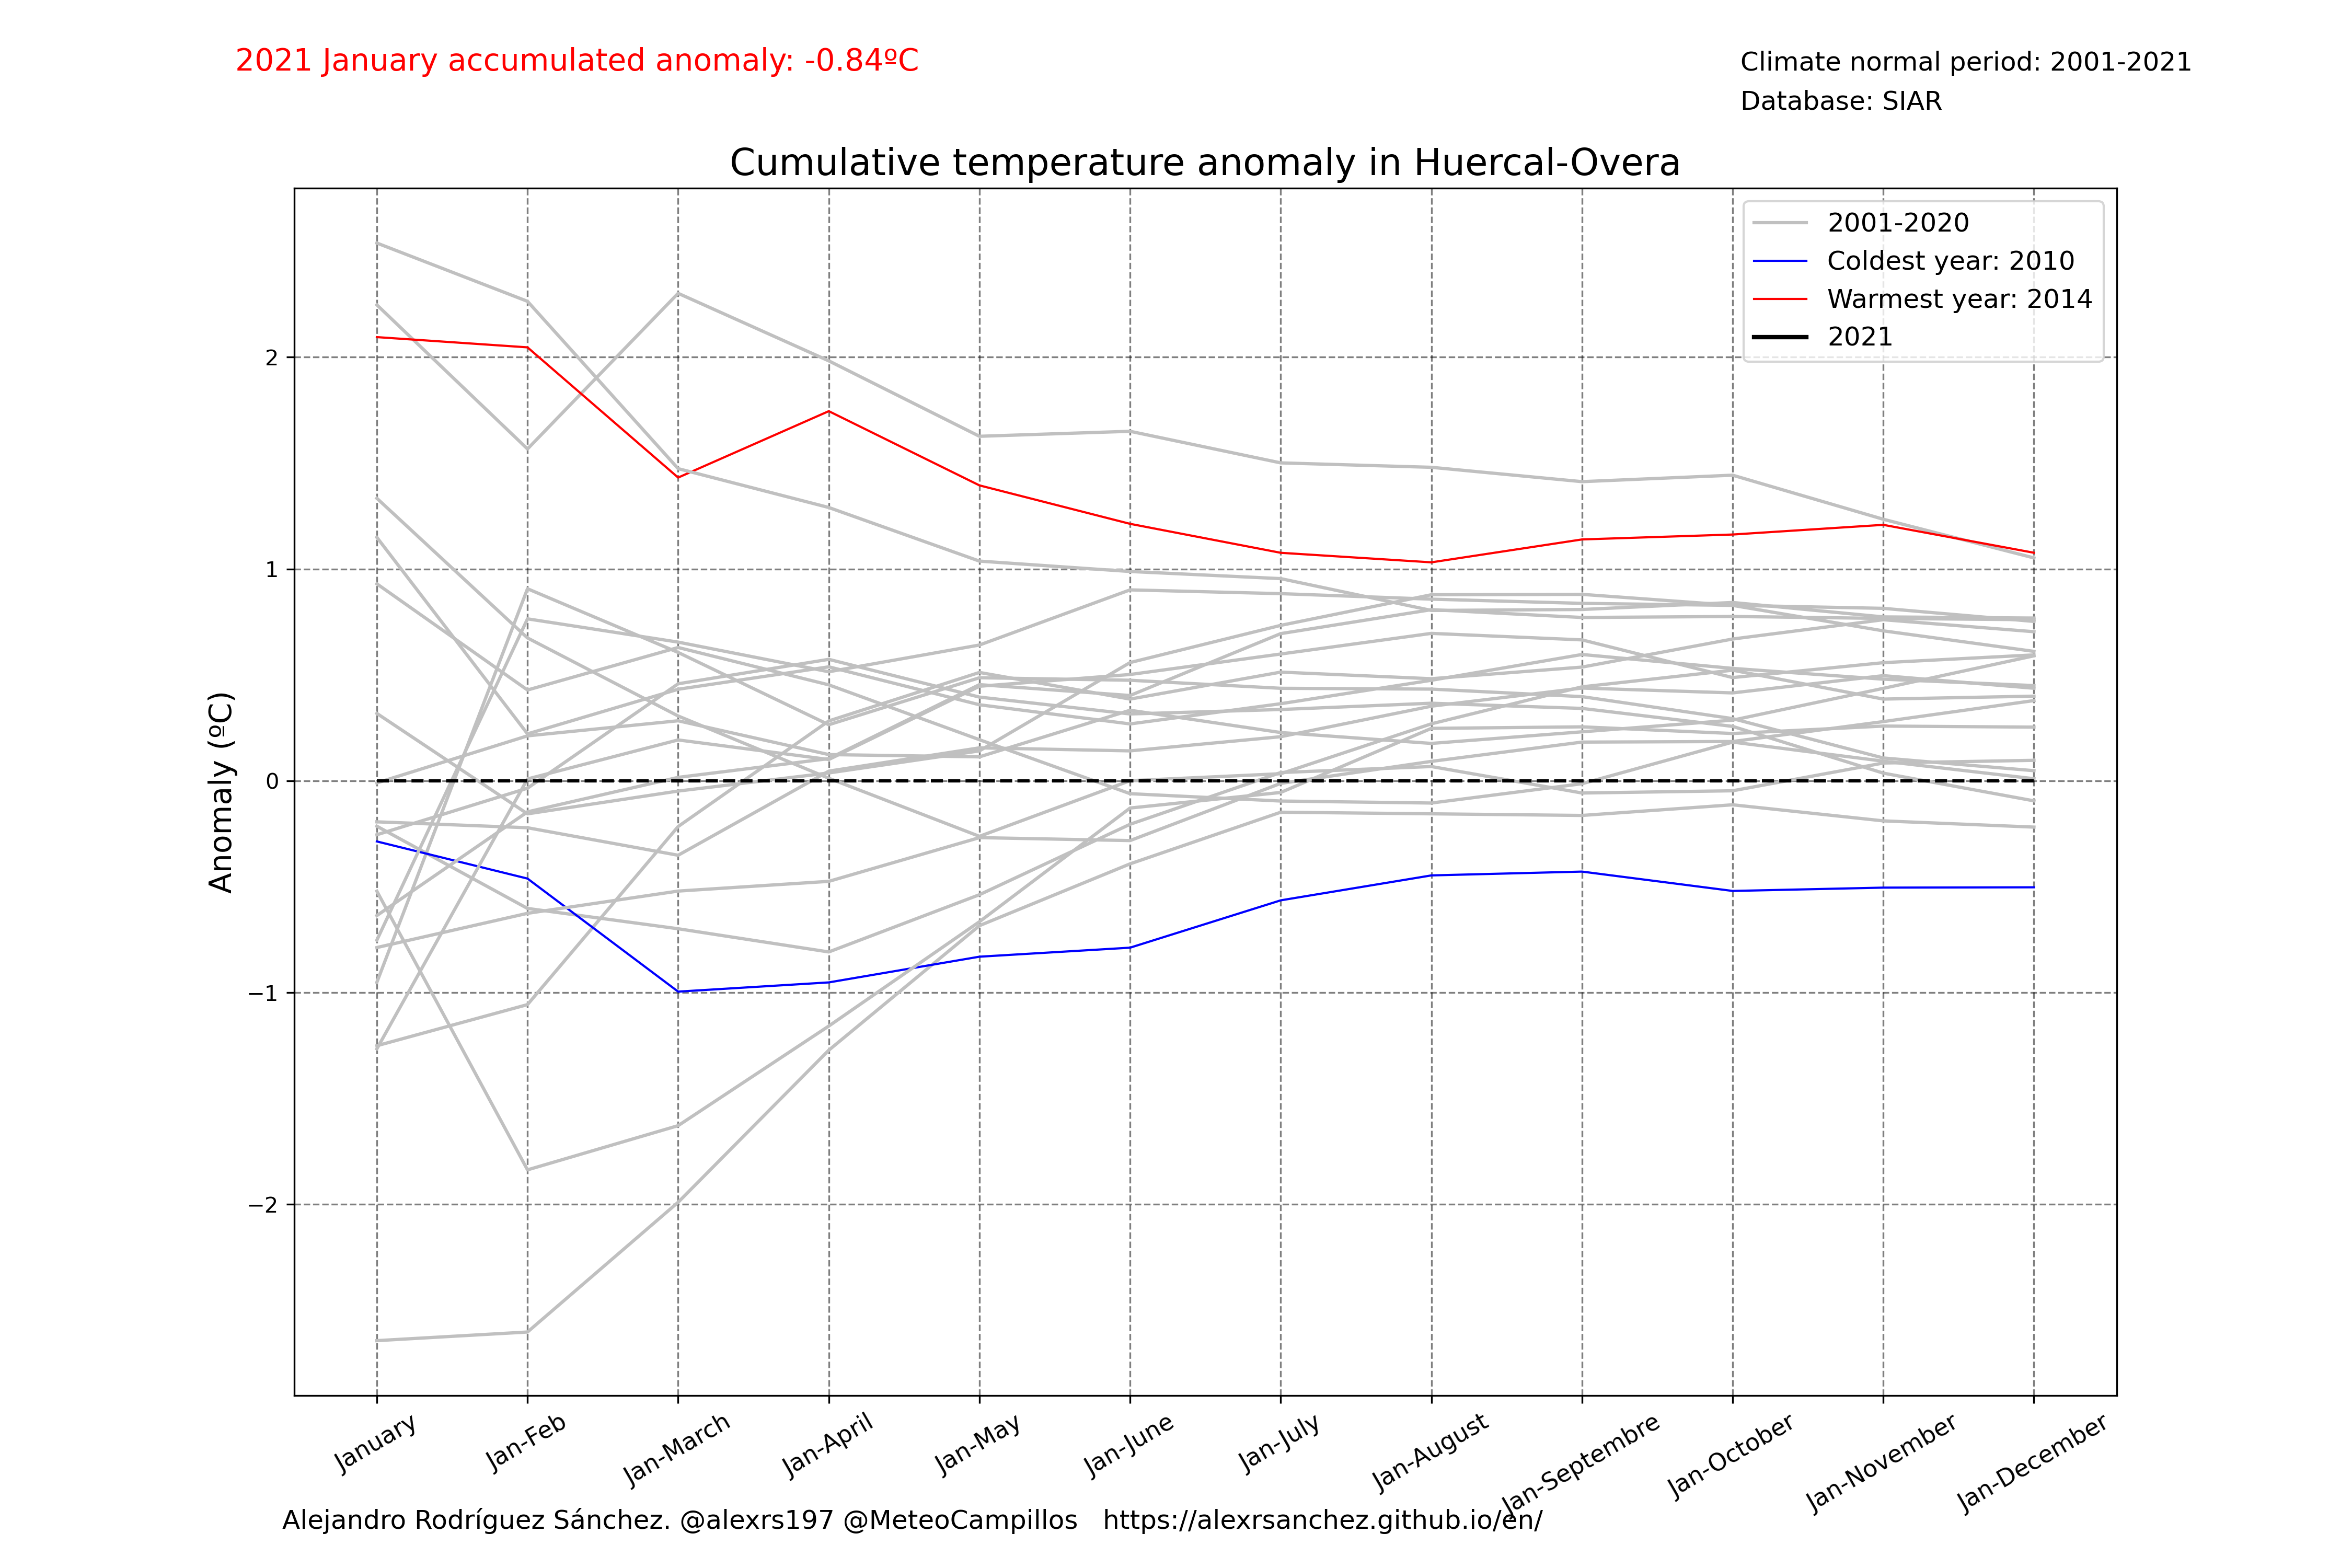 2021 January accumulated anomaly: -0.84ºC
Climate normal period: 2001-2021
Database: SIAR
Cumulative temperature anomaly in Huercal-Overa
2001-2020
Coldest year: 2010
Warmest year: 2014
2021
Anomaly (ºC)
2
1
0
−1
−2
January
Jan-Feb
Jan-March
Jan-April
Jan-May
Jan-June
Jan-July
Jan-August
Jan-Septembre
Jan-October
Jan-November
Jan-December
Alejandro Rodríguez Sánchez. @alexrs197 @MeteoCampillos   https://alexrsanchez.github.io/en/